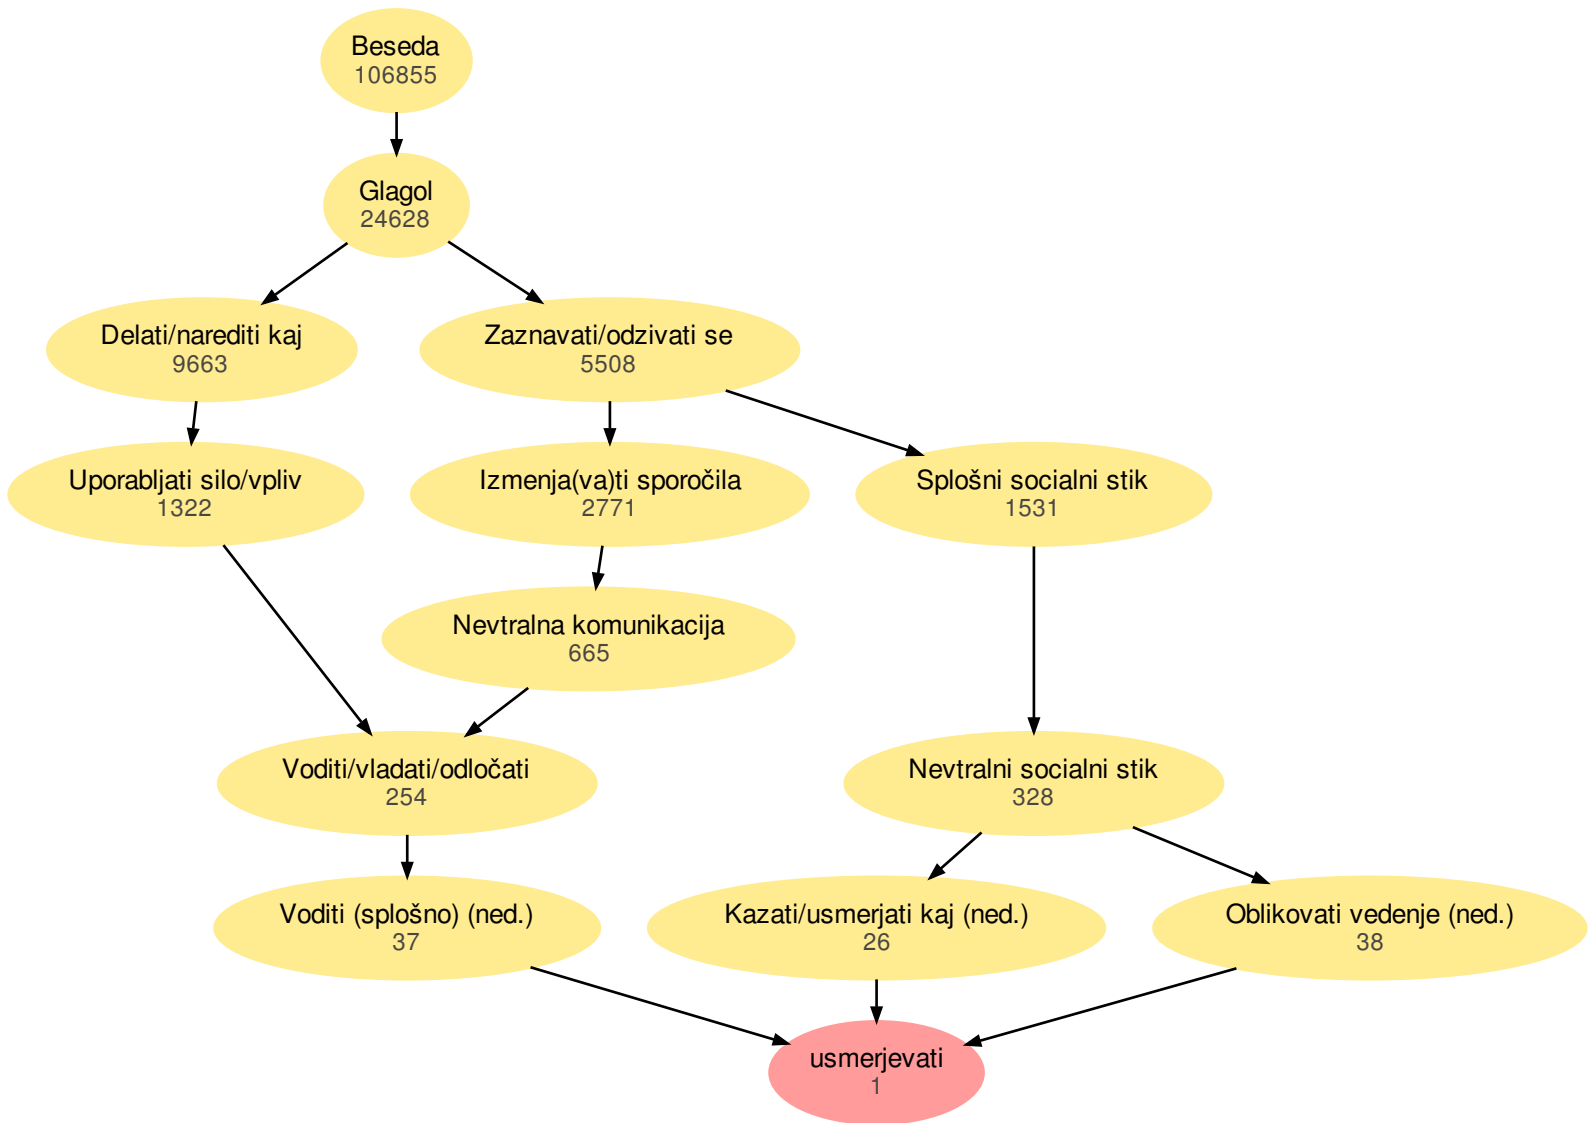 Beseda
106855
Glagol
24628
Delati/narediti kaj
9663
Zaznavati/odzivati se
5508
Uporabljati silo/vpliv
1322
Izmenja(va)ti sporočila
2771
Splošni socialni stik
1531
Nevtralna komunikacija
665
Voditi/vladati/odločati
254
Nevtralni socialni stik
328
Voditi (splošno) (ned.)
37
Kazati/usmerjati kaj (ned.)
26
Oblikovati vedenje (ned.)
38
usmerjevati
1